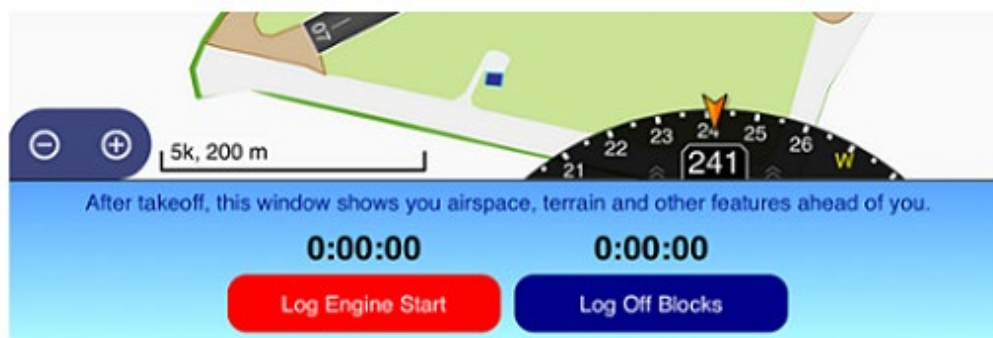 07
5k, 200 m
21 22 23 24 25 26 W
241
After takeoff, this window shows you airspace, terrain and other features ahead of you.
0:00:00 0:00:00
Log Engine Start Log Off Blocks